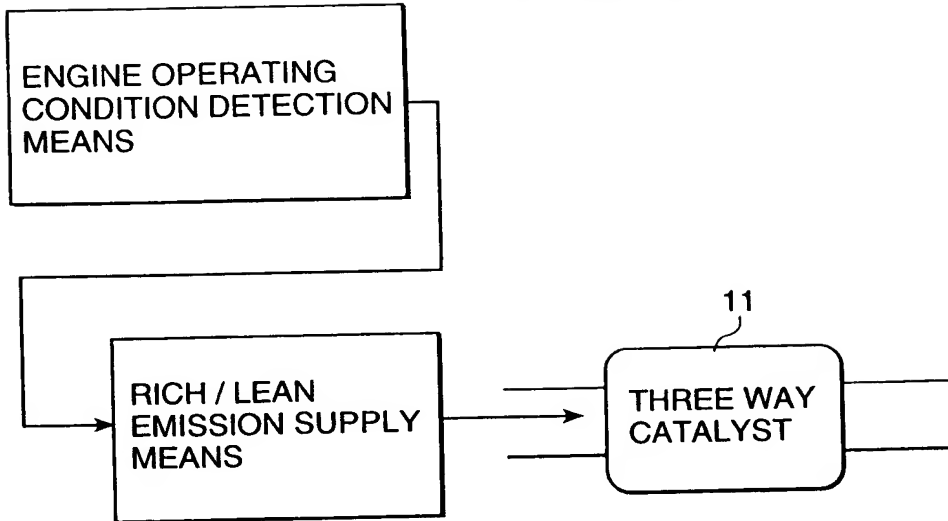 ENGINE OPERATING
CONDITION DETECTION
MEANS
11
RICH / LEAN
EMISSION SUPPLY
MEANS
THREE WAY
CATALYST